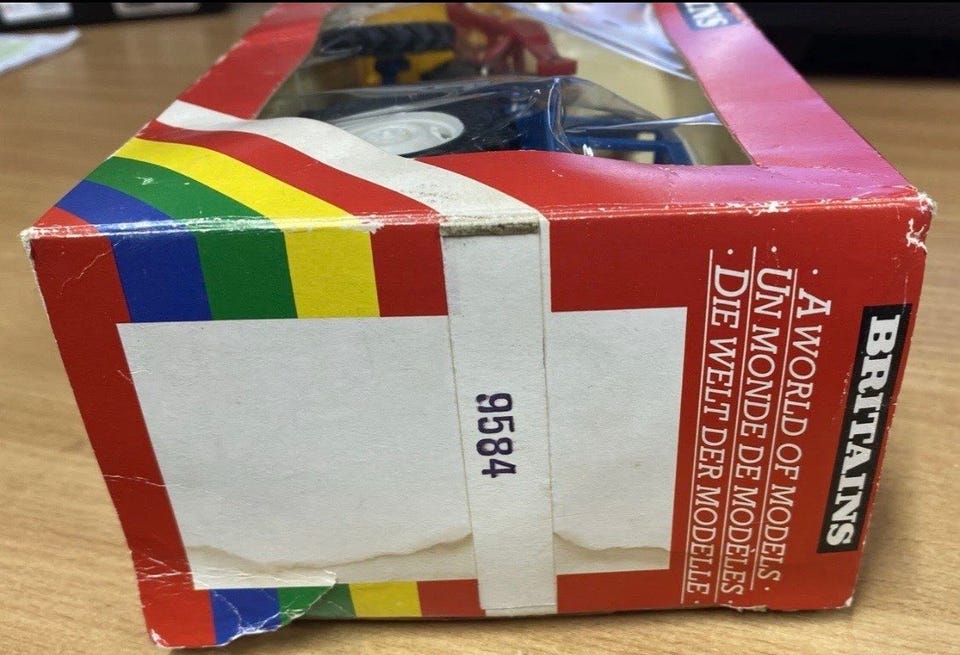 BRITAINS
· A WORLD OF MODELS ·
· UN MONDE DE MODÈLES ·
· DIE WELT DER MODELLE ·
9584